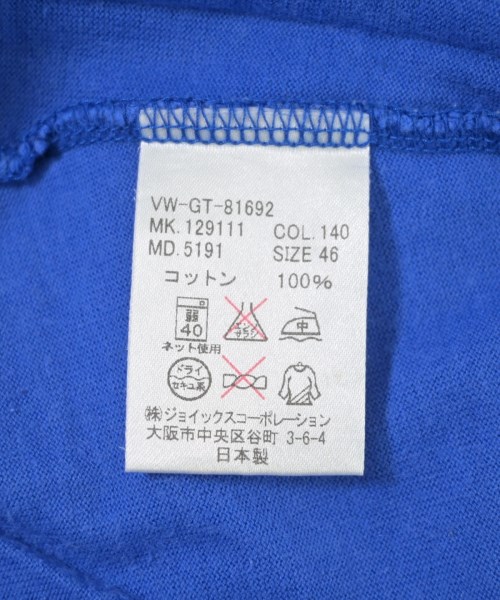 VW-GT-81692
MK. 129111 COL. 140
MD. 5191 SIZE 46
コットン 100%
弱 40
エンソ サラシ
中
ネット使用
ドライ セキユ系
㈱ジョイックスコーポレーション
大阪市中央区谷町 3-6-4
日本製